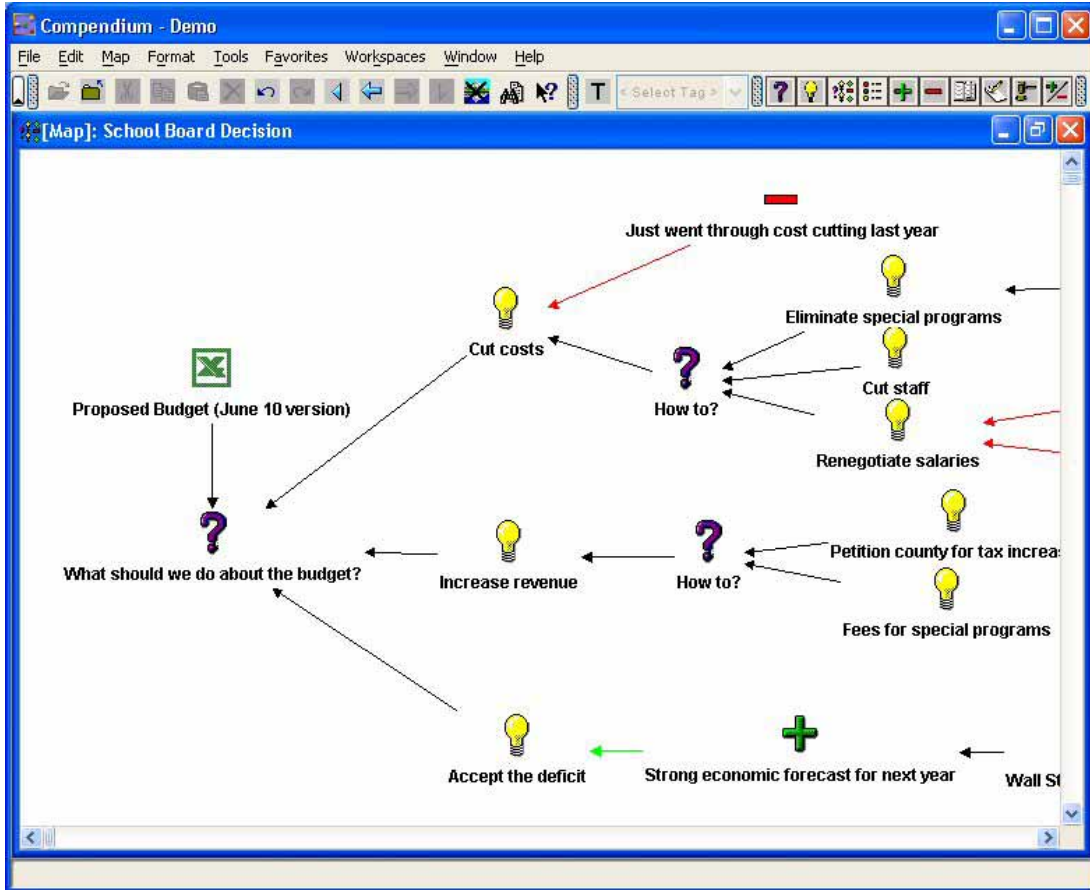 Compendium - Demo
File Edit Map Format Tools Favorites Workspaces Window Help
T < Select Tag >
[Map]: School Board Decision
Just went through cost cutting last year
Eliminate special programs
Cut costs
Cut staff
Proposed Budget (June 10 version)
How to?
Renegotiate salaries
Petition county for tax increas
What should we do about the budget?
Increase revenue
How to?
Fees for special programs
Accept the deficit
Strong economic forecast for next year
Wall St